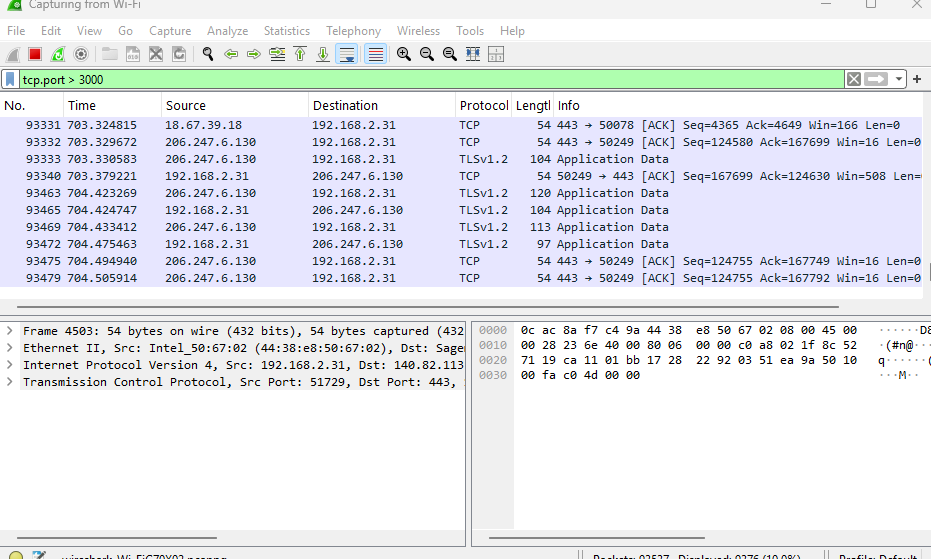 Capturing from Wi-Fi
File Edit View Go Capture Analyze Statistics Telephony Wireless Tools Help
tcp.port > 3000
No. Time Source Destination Protocol Lengtl Info
93331 703.324815 18.67.39.18 192.168.2.31 TCP 54 443 → 50078 [ACK] Seq=4365 Ack=4649 Win=166 Len=0
93332 703.329672 206.247.6.130 192.168.2.31 TCP 54 443 → 50249 [ACK] Seq=124580 Ack=167699 Win=16 Len=0
93333 703.330583 206.247.6.130 192.168.2.31 TLSv1.2 104 Application Data
93340 703.379221 192.168.2.31 206.247.6.130 TCP 54 50249 → 443 [ACK] Seq=167699 Ack=124630 Win=508 Len=
93463 704.423269 206.247.6.130 192.168.2.31 TLSv1.2 120 Application Data
93465 704.424747 192.168.2.31 206.247.6.130 TLSv1.2 104 Application Data
93469 704.433412 206.247.6.130 192.168.2.31 TLSv1.2 113 Application Data
93472 704.475463 192.168.2.31 206.247.6.130 TLSv1.2 97 Application Data
93475 704.494940 206.247.6.130 192.168.2.31 TCP 54 443 → 50249 [ACK] Seq=124755 Ack=167749 Win=16 Len=0
93479 704.505914 206.247.6.130 192.168.2.31 TCP 54 443 → 50249 [ACK] Seq=124755 Ack=167792 Win=16 Len=0
Frame 4503: 54 bytes on wire (432 bits), 54 bytes captured (432
Ethernet II, Src: Intel_50:67:02 (44:38:e8:50:67:02), Dst: Sage
Internet Protocol Version 4, Src: 192.168.2.31, Dst: 140.82.113
Transmission Control Protocol, Src Port: 51729, Dst Port: 443,
0000 0c ac 8a f7 c4 9a 44 38 e8 50 67 02 08 00 45 00 ······D8
0010 00 28 23 6e 40 00 80 06 00 00 c0 a8 02 1f 8c 52 ·(#n@···
0020 71 19 ca 11 01 bb 17 28 22 92 03 51 ea 9a 50 10 q······(
0030 00 fa c0 4d 00 00 ···M··